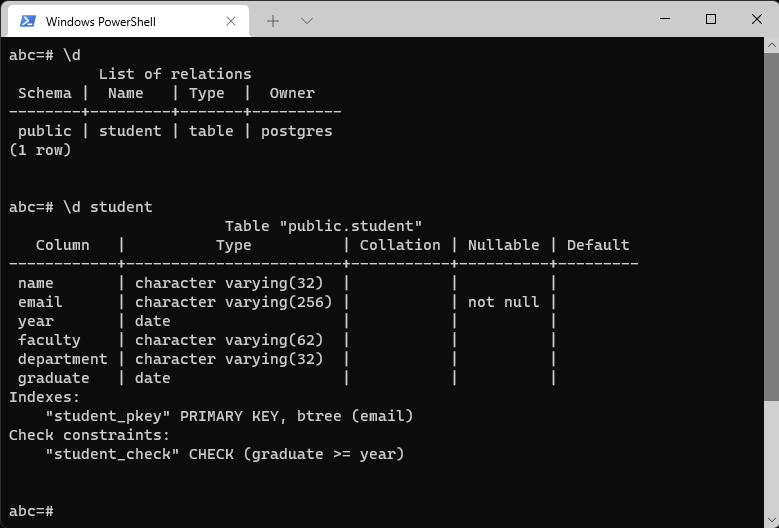 Windows PowerShell
abc=# \d
          List of relations
 Schema |  Name   | Type  |  Owner
--------+---------+-------+----------
 public | student | table | postgres
(1 row)
abc=# \d student
                        Table "public.student"
   Column   |          Type          | Collation | Nullable | Default
------------+------------------------+-----------+----------+---------
 name       | character varying(32)  |           |          |
 email      | character varying(256) |           | not null |
 year       | date                   |           |          |
 faculty    | character varying(62)  |           |          |
 department | character varying(32)  |           |          |
 graduate   | date                   |           |          |
Indexes:
    "student_pkey" PRIMARY KEY, btree (email)
Check constraints:
    "student_check" CHECK (graduate >= year)
abc=#